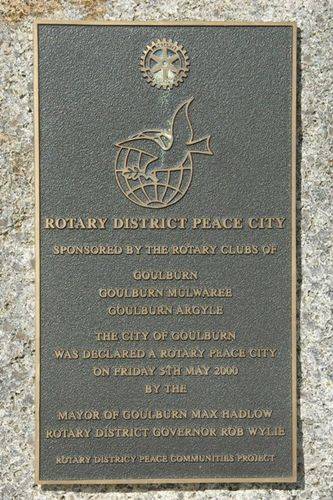 ROTARY DISTRICT PEACE CITY
SPONSORED BY THE ROTARY CLUBS OF
GOULBURN
GOULBURN MULWAREE
GOULBURN ARGYLE
THE CITY OF GOULBURN
WAS DECLARED A ROTARY PEACE CITY
ON FRIDAY 5TH MAY 2000
BY THE
MAYOR OF GOULBURN MAX HADLOW
ROTARY DISTRICT GOVERNOR ROB WYLIE
ROTARY DISTRICT PEACE COMMUNITIES PROJECT